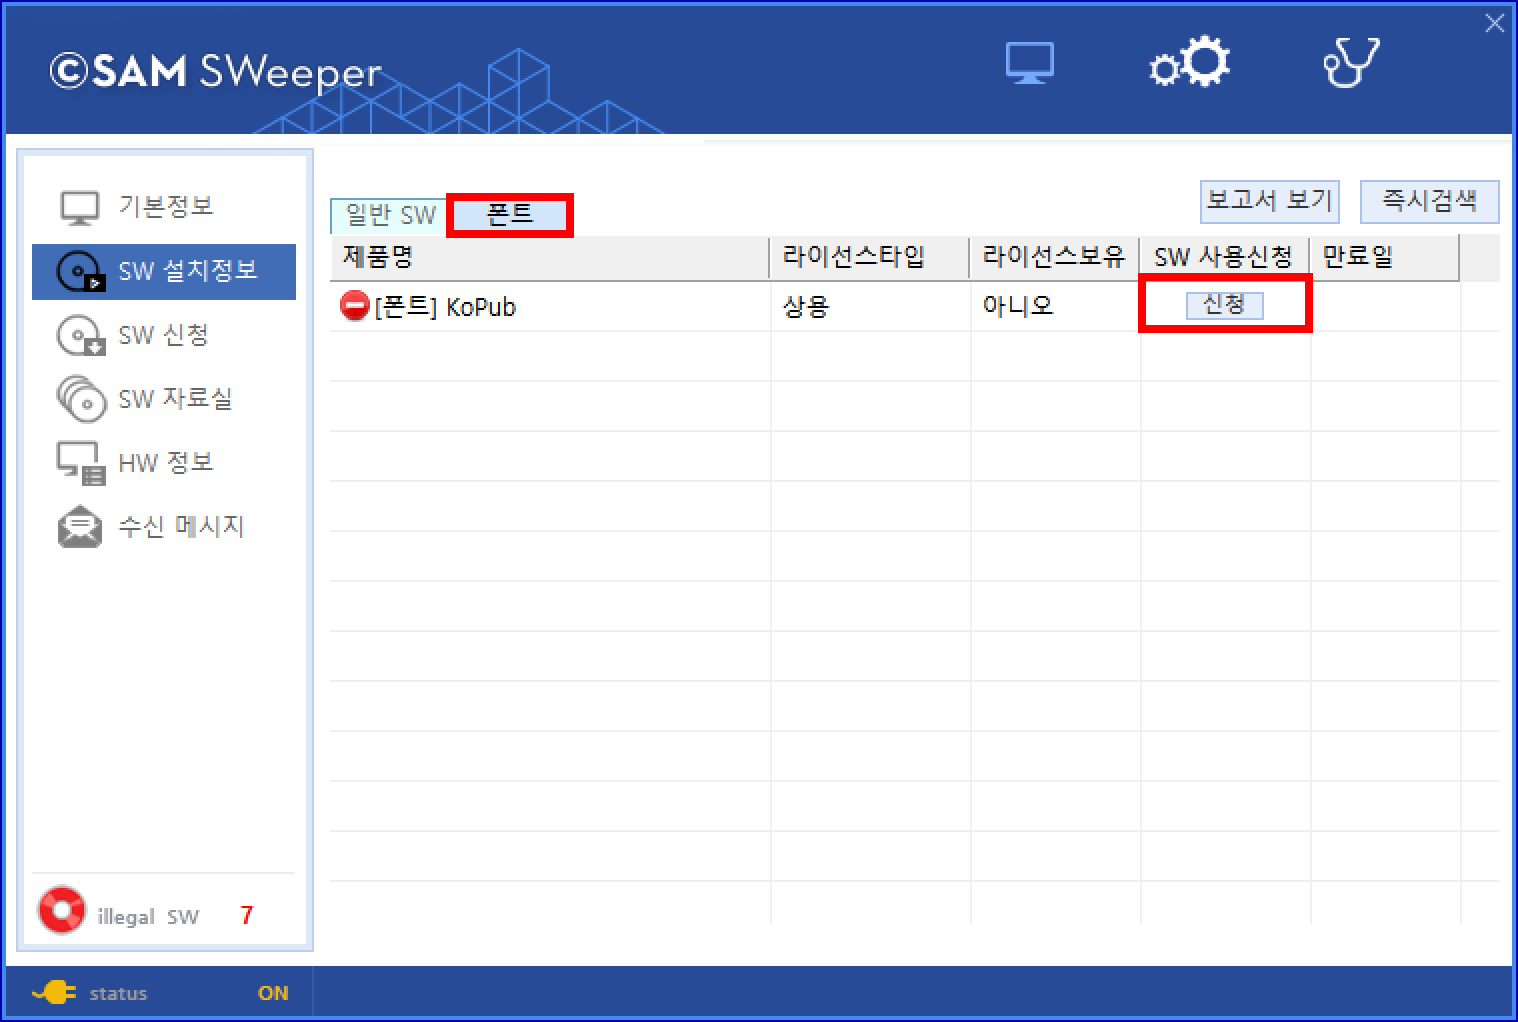 ©SAM SWeeper
기본정보
SW 설치정보
SW 신청
SW 자료실
HW 정보
수신 메시지
illegal SW 7
status ON
보고서 보기 즉시검색
일반 SW 폰트
제품명 라이선스타입 라이선스보유 SW 사용신청 만료일
[폰트] KoPub 상용 아니오 신청